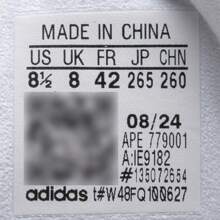 MADE IN CHINA
US UK FR JP CHN
8½ 8 42 265 260
08/24
APE 779001
A:IE9182
#135072654
adidas t#W48FQ100627